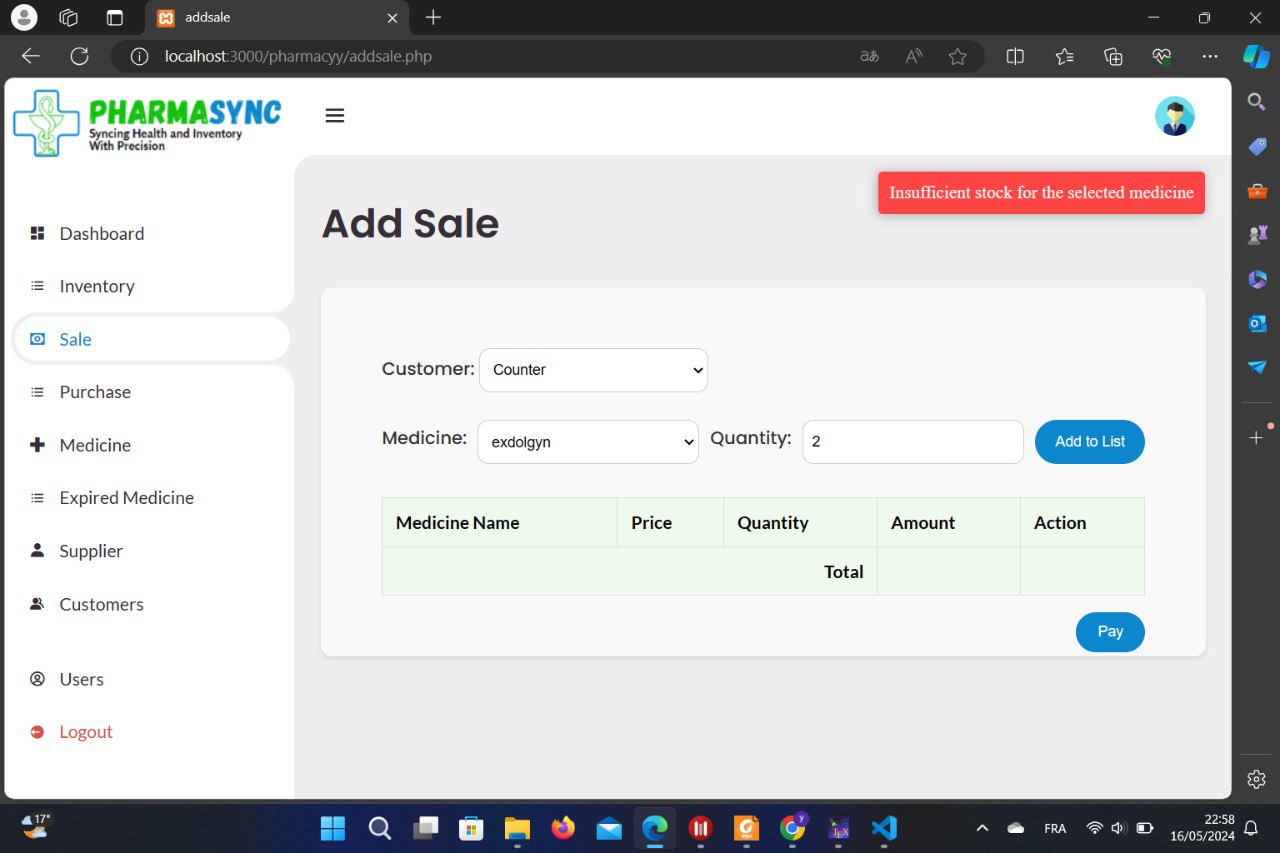 addsale
localhost:3000/pharmacyy/addsale.php
PHARMASYNC
Syncing Health and Inventory
With Precision
Insufficient stock for the selected medicine
Add Sale
Dashboard
Inventory
Sale
Purchase
Medicine
Expired Medicine
Supplier
Customers
Users
Logout
Customer: Counter
Medicine: exdolgyn Quantity: 2 Add to List
Medicine Name Price Quantity Amount Action
Total
Pay
17°
FRA
22:58
16/05/2024